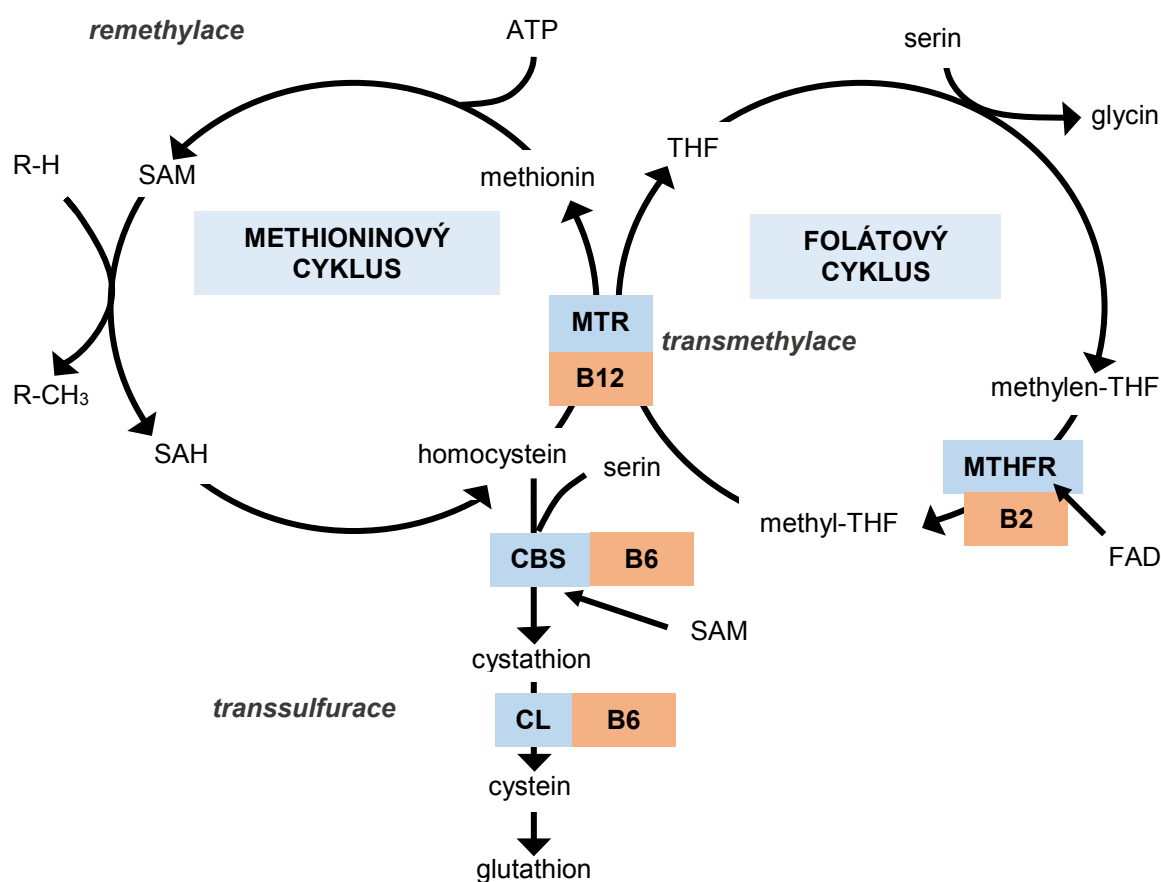 remethylace
ATP
serin
glycin
R-H
SAM
methionin
THF
METHIONINOVÝ
CYKLUS
FOLÁTOVÝ
CYKLUS
MTR
transmethylace
B12
R-CH₃
methylen-THF
SAH
homocystein
serin
MTHFR
methyl-THF
B2
CBS
B6
FAD
SAM
cystathion
transsulfurace
CL
B6
cystein
glutathion